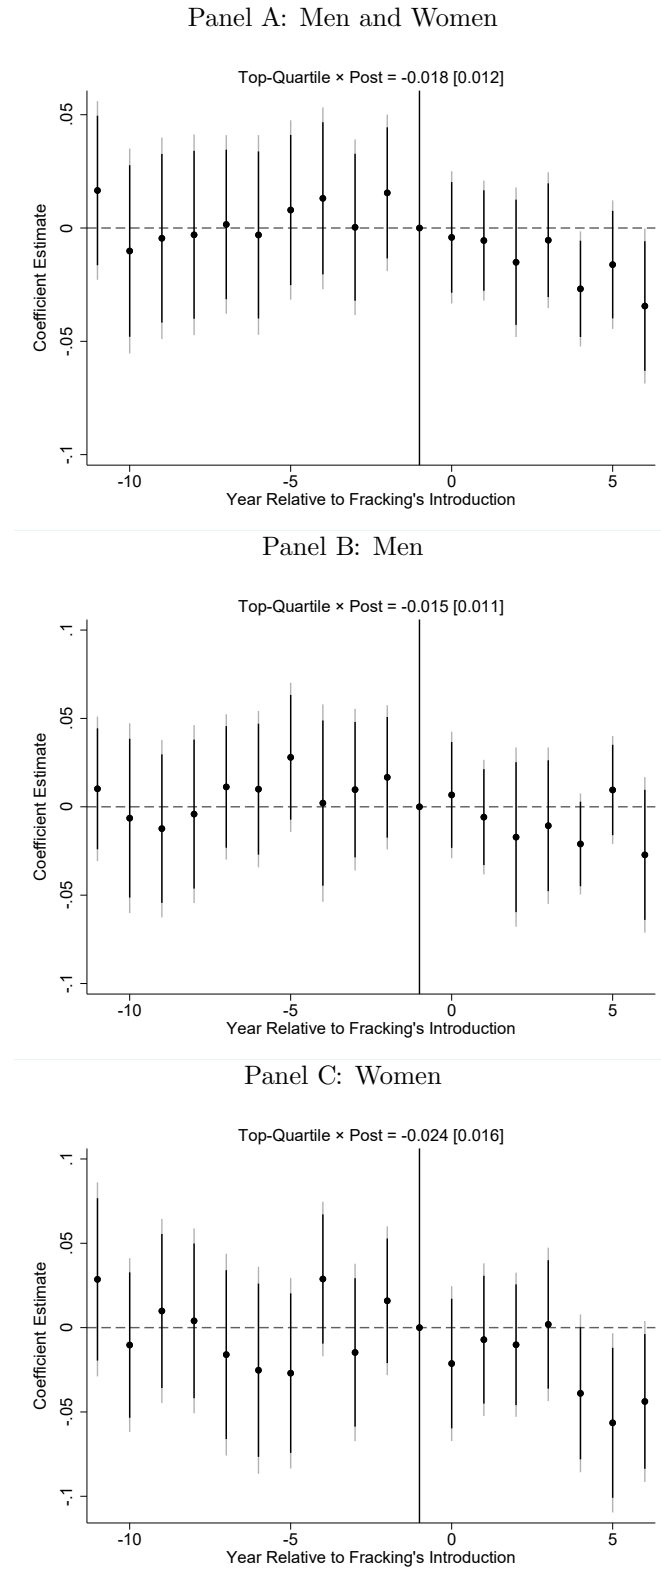 Panel A: Men and Women
Top-Quartile × Post = -0.018 [0.012]
Coefficient Estimate
.05
0
-.05
-.1
-10
-5
0
5
Year Relative to Fracking's Introduction
Panel B: Men
Top-Quartile × Post = -0.015 [0.011]
Coefficient Estimate
.1
.05
0
-.05
-.1
-10
-5
0
5
Year Relative to Fracking's Introduction
Panel C: Women
Top-Quartile × Post = -0.024 [0.016]
Coefficient Estimate
.1
.05
0
-.05
-.1
-10
-5
0
5
Year Relative to Fracking's Introduction